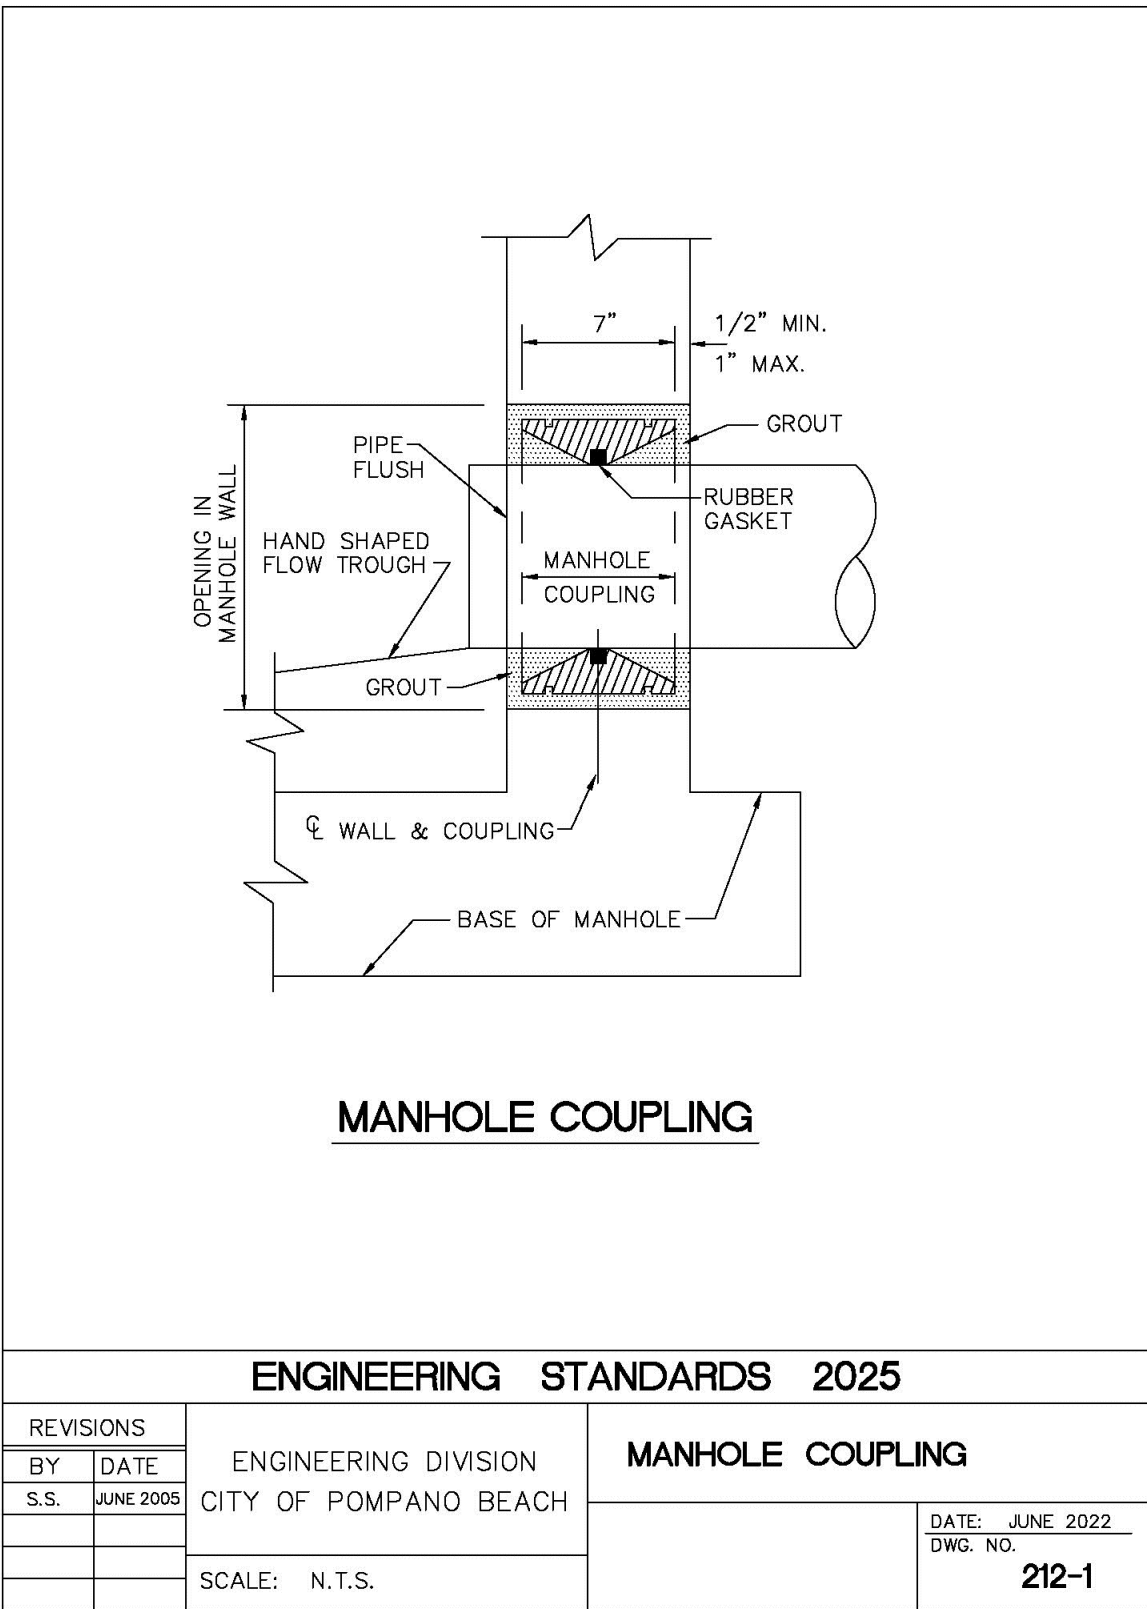 7"
1/2" MIN.
1" MAX.
GROUT
PIPE
FLUSH
RUBBER
GASKET
OPENING IN
MANHOLE WALL
HAND SHAPED
FLOW TROUGH
MANHOLE
COUPLING
GROUT
℄ WALL & COUPLING
BASE OF MANHOLE
MANHOLE COUPLING
ENGINEERING STANDARDS 2025
REVISIONS
BY DATE
S.S. JUNE 2005
ENGINEERING DIVISION
CITY OF POMPANO BEACH
SCALE: N.T.S.
MANHOLE COUPLING
DATE: JUNE 2022
DWG. NO.
212-1